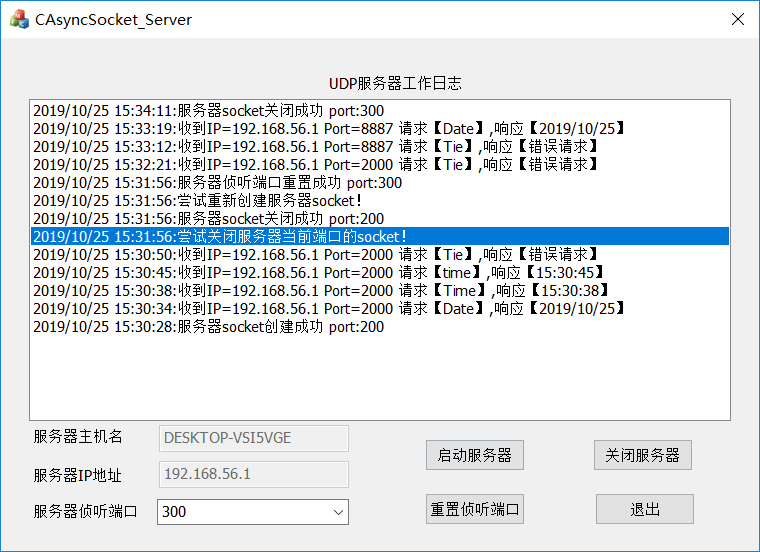 CAsyncSocket_Server
UDP服务器工作日志
2019/10/25 15:34:11:服务器socket关闭成功 port:300
2019/10/25 15:33:19:收到IP=192.168.56.1 Port=8887 请求【Date】,响应【2019/10/25】
2019/10/25 15:33:12:收到IP=192.168.56.1 Port=8887 请求【Tie】,响应【错误请求】
2019/10/25 15:32:21:收到IP=192.168.56.1 Port=2000 请求【Tie】,响应【错误请求】
2019/10/25 15:31:56:服务器侦听端口重置成功 port:300
2019/10/25 15:31:56:尝试重新创建服务器socket!
2019/10/25 15:31:56:服务器socket关闭成功 port:200
2019/10/25 15:31:56:尝试关闭服务器当前端口的socket!
2019/10/25 15:30:50:收到IP=192.168.56.1 Port=2000 请求【Tie】,响应【错误请求】
2019/10/25 15:30:45:收到IP=192.168.56.1 Port=2000 请求【time】,响应【15:30:45】
2019/10/25 15:30:38:收到IP=192.168.56.1 Port=2000 请求【Time】,响应【15:30:38】
2019/10/25 15:30:34:收到IP=192.168.56.1 Port=2000 请求【Date】,响应【2019/10/25】
2019/10/25 15:30:28:服务器socket创建成功 port:200
服务器主机名 DESKTOP-VSI5VGE
启动服务器 关闭服务器
服务器IP地址 192.168.56.1
服务器侦听端口 300 重置侦听端口 退出